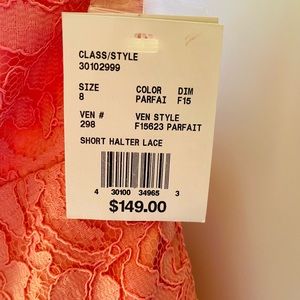 CLASS/STYLE
30102999
SIZE COLOR DIM
8 PARFAI F15
VEN # VEN STYLE
298 F15623 PARFAIT
SHORT HALTER LACE
4 30100 34965 3
$149.00